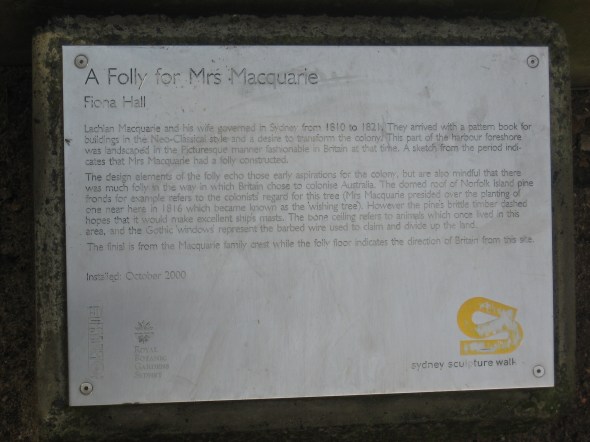 A Folly for Mrs Macquarie
Fiona Hall
Lachlan Macquarie and his wife governed in Sydney from 1810 to 1821. They arrived with a pattern book for
buildings in the Neo-Classical style and a desire to transform the colony. This part of the harbour foreshore
was landscaped in the Picturesque manner fashionable in Britain at that time. A sketch from the period indi-
cates that Mrs Macquarie had a folly constructed.
The design elements of the folly echo those early aspirations for the colony, but are also mindful that there
was much folly in the way in which Britain chose to colonise Australia. The domed roof of Norfolk Island pine
fronds for example refers to the colonists regard for this tree (Mrs Macquarie presided over the planting of
one near here in 1816 which became known as the wishing tree). However the pine's brittle timber dashed
hopes that it would make excellent ships masts. The bone ceiling refers to animals which once lived in this
area, and the Gothic windows represent the barbed wire used to claim and divide up the land.
The finial is from the Macquarie family crest while the folly floor indicates the direction of Britain from this site.
Installed: October 2000
Royal
Botanic
Gardens
Sydney
sydney sculpture walk